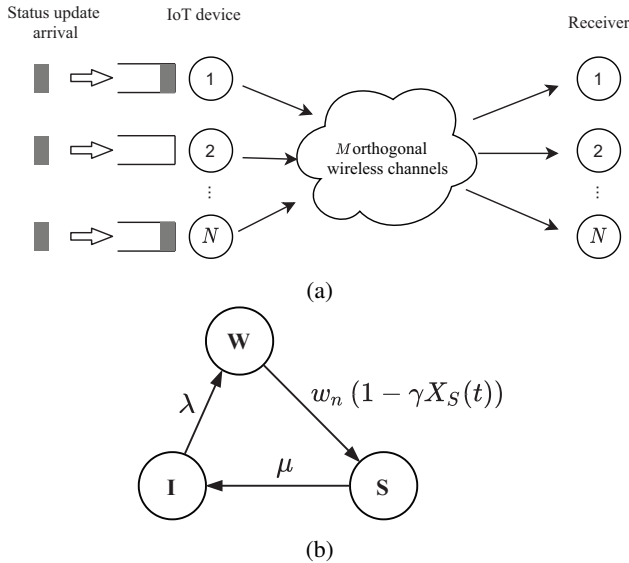 Status update
arrival
IoT device
Receiver
1
1
2
M orthogonal
wireless channels
2
⋮
⋮
N
N
(a)
W
λ
w_n (1 − γX_S(t))
I
μ
S
(b)